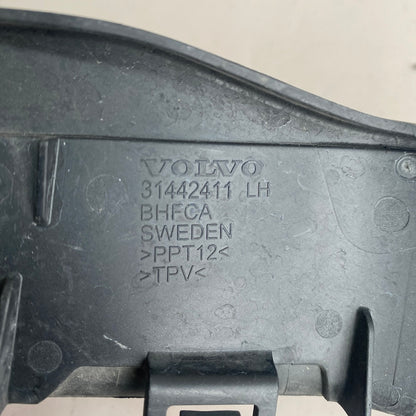 VOLVO
31442411 LH
BHFCA
SWEDEN
>PPT12<
>TPV<